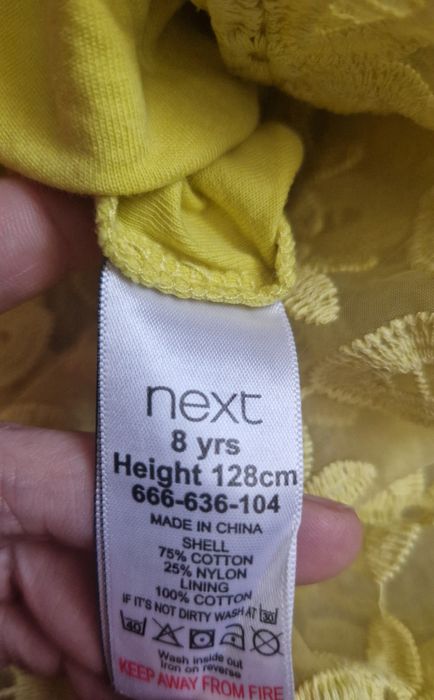 next
8 yrs
Height 128cm
666-636-104
MADE IN CHINA
SHELL
75% COTTON
25% NYLON
LINING
100% COTTON
IF IT'S NOT DIRTY WASH AT 30
40
Wash inside out
Iron on reverse
KEEP AWAY FROM FIRE